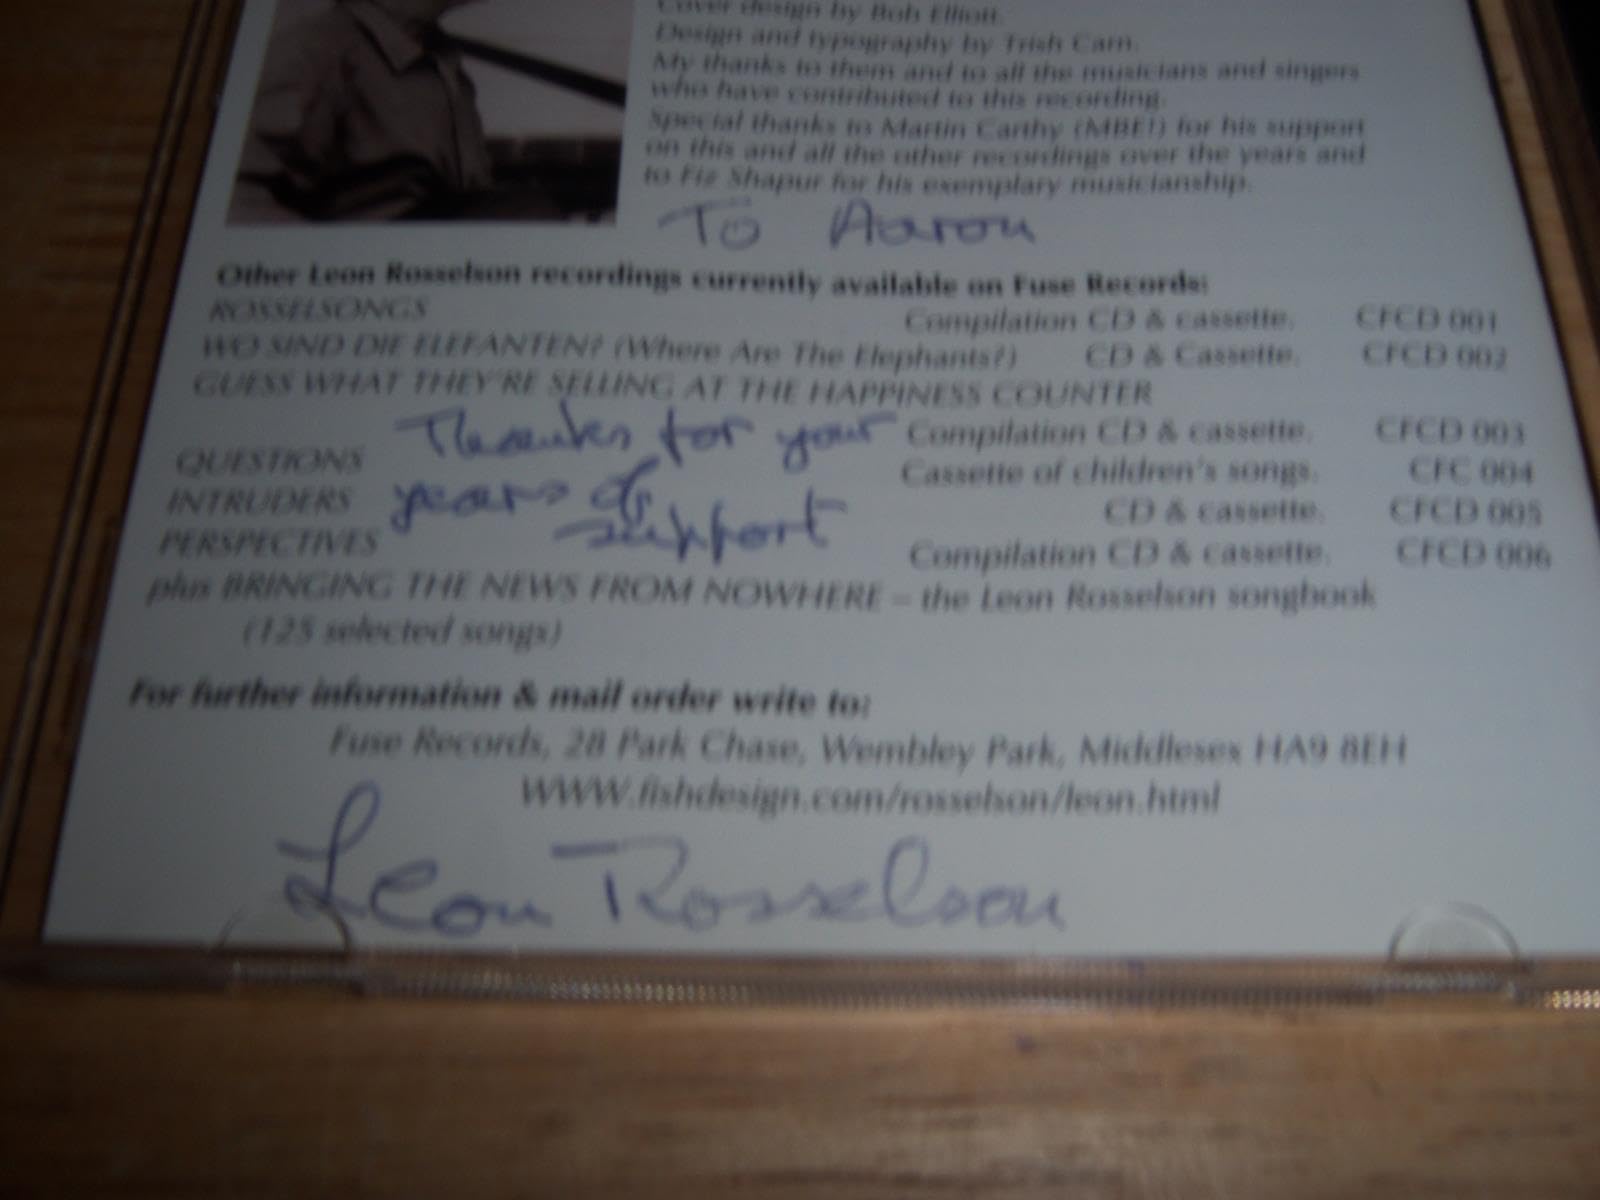 Cover design by Bob Elliott.
Design and typography by Trish Carn.
My thanks to them and to all the musicians and singers
who have contributed to this recording.
Special thanks to Martin Carthy (MBE!) for his support
on this and all the other recordings over the years and
to Fiz Shapur for his exemplary musicianship.
To Aaron
Other Leon Rosselson recordings currently available on Fuse Records:
ROSSELSONGS Compilation CD & cassette. CFCD 001
WO SIND DIE ELEFANTEN? (Where Are The Elephants?) CD & Cassette. CFCD 002
GUESS WHAT THEY'RE SELLING AT THE HAPPINESS COUNTER
Compilation CD & cassette. CFCD 003
QUESTIONS Cassette of children's songs. CFC 004
INTRUDERS CD & cassette. CFCD 005
PERSPECTIVES Compilation CD & cassette. CFCD 006
Thanks for your
years of
support
plus BRINGING THE NEWS FROM NOWHERE – the Leon Rosselson songbook
(125 selected songs)
For further information & mail order write to:
Fuse Records, 28 Park Chase, Wembley Park, Middlesex HA9 8EH
WWW.fishdesign.com/rosselson/leon.html
Leon Rosselson